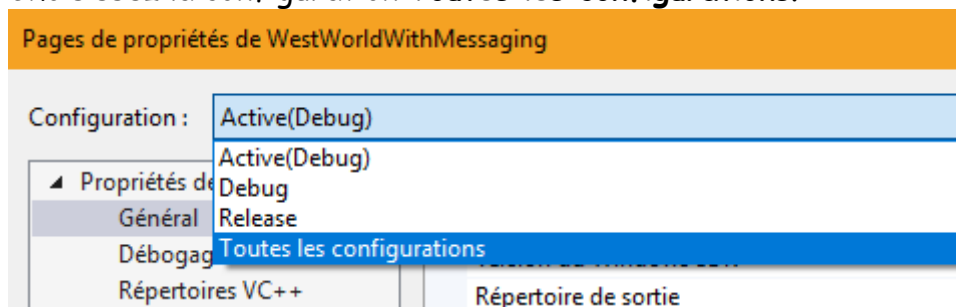 Pages de propriétés de WestWorldWithMessaging
Configuration :
Active(Debug)
Active(Debug)
Propriétés de
Debug
Général
Release
Débogag
Toutes les configurations
Répertoires VC++
Répertoire de sortie